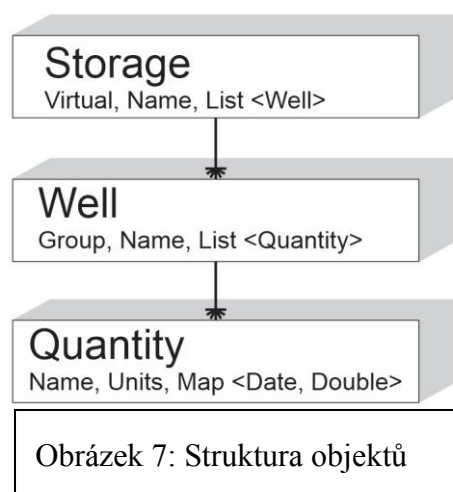 Storage
Virtual, Name, List <Well>
Well
Group, Name, List <Quantity>
Quantity
Name, Units, Map <Date, Double>
Obrázek 7: Struktura objektů